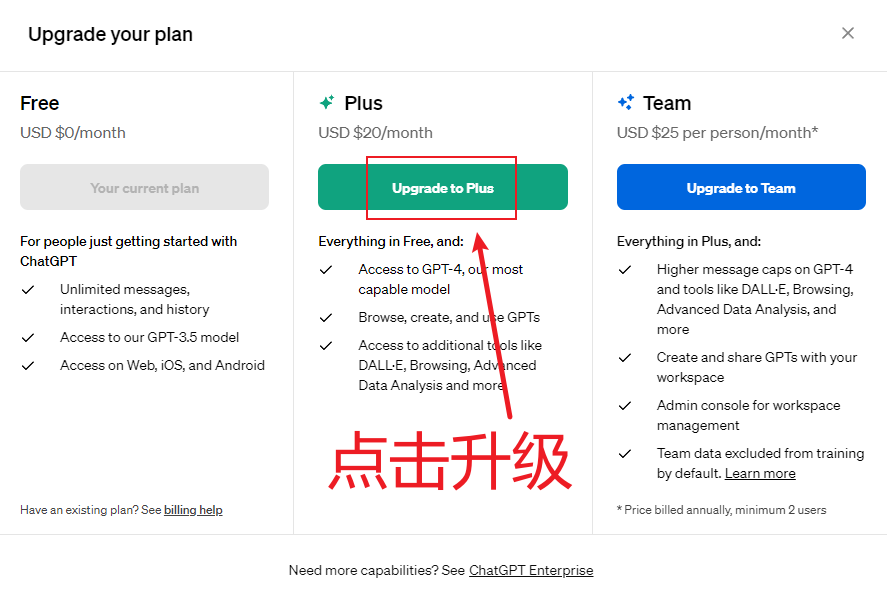 Upgrade your plan
Free
USD $0/month
Your current plan
For people just getting started with
ChatGPT
Unlimited messages,
interactions, and history
Access to our GPT-3.5 model
Access on Web, iOS, and Android
Have an existing plan? See billing help
Plus
USD $20/month
Upgrade to Plus
Everything in Free, and:
Access to GPT-4, our most
capable model
Browse, create, and use GPTs
Access to additional tools like
DALL·E, Browsing, Advanced
Data Analysis and more
点击升级
Team
USD $25 per person/month*
Upgrade to Team
Everything in Plus, and:
Higher message caps on GPT-4
and tools like DALL·E, Browsing,
Advanced Data Analysis, and
more
Create and share GPTs with your
workspace
Admin console for workspace
management
Team data excluded from training
by default. Learn more
* Price billed annually, minimum 2 users
Need more capabilities? See ChatGPT Enterprise